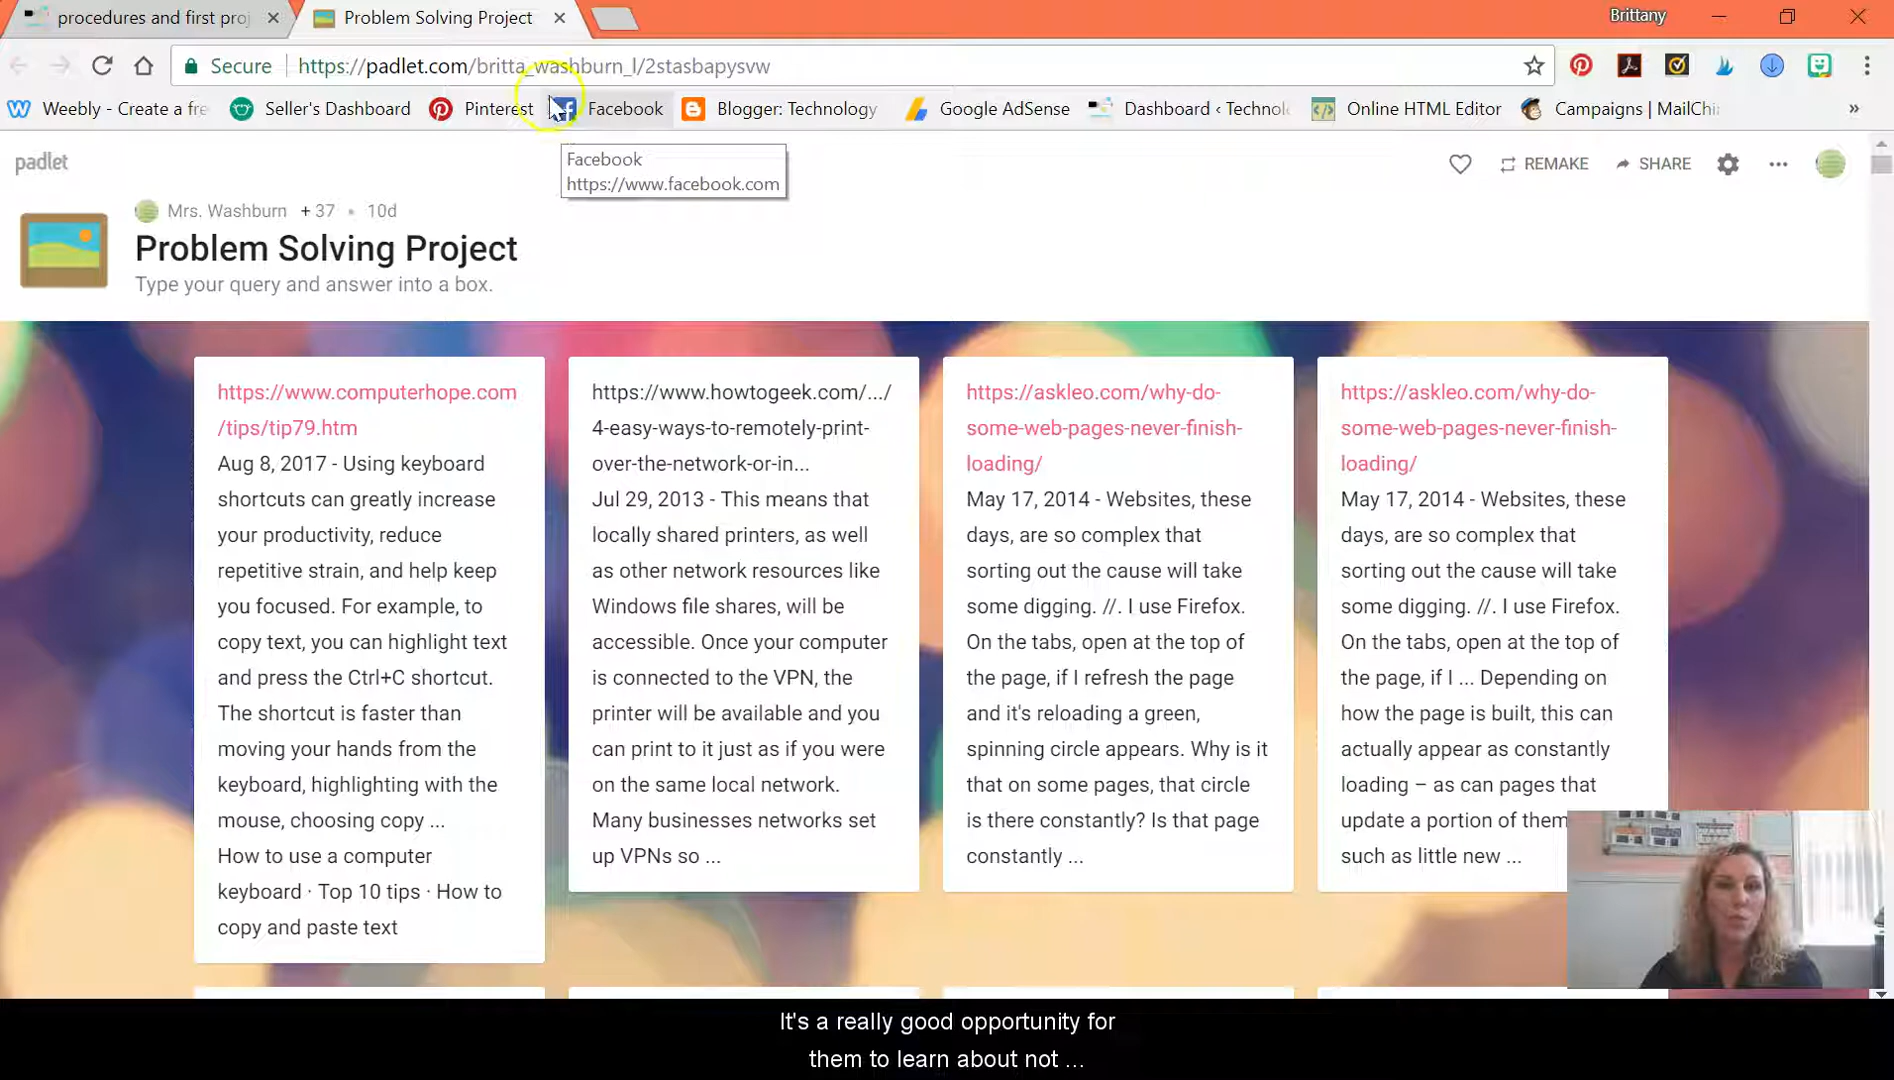 procedures and first proj
Problem Solving Project
Brittany
Secure
https://padlet.com/britta_washburn_l/2stasbapysvw
Weebly - Create a fre
Seller's Dashboard
Pinterest
Facebook
Blogger: Technology
Google AdSense
Dashboard ‹ Technol
Online HTML Editor
Campaigns | MailChi
»
Facebook
https://www.facebook.com
padlet
REMAKE
SHARE
Mrs. Washburn + 37 • 10d
Problem Solving Project
Type your query and answer into a box.
https://www.computerhope.com
/tips/tip79.htm
Aug 8, 2017 - Using keyboard
shortcuts can greatly increase
your productivity, reduce
repetitive strain, and help keep
you focused. For example, to
copy text, you can highlight text
and press the Ctrl+C shortcut.
The shortcut is faster than
moving your hands from the
keyboard, highlighting with the
mouse, choosing copy ...
How to use a computer
keyboard · Top 10 tips · How to
copy and paste text
https://www.howtogeek.com/.../
4-easy-ways-to-remotely-print-
over-the-network-or-in...
Jul 29, 2013 - This means that
locally shared printers, as well
as other network resources like
Windows file shares, will be
accessible. Once your computer
is connected to the VPN, the
printer will be available and you
can print to it just as if you were
on the same local network.
Many businesses networks set
up VPNs so ...
https://askleo.com/why-do-
some-web-pages-never-finish-
loading/
May 17, 2014 - Websites, these
days, are so complex that
sorting out the cause will take
some digging. //. I use Firefox.
On the tabs, open at the top of
the page, if I refresh the page
and it's reloading a green,
spinning circle appears. Why is it
that on some pages, that circle
is there constantly? Is that page
constantly ...
https://askleo.com/why-do-
some-web-pages-never-finish-
loading/
May 17, 2014 - Websites, these
days, are so complex that
sorting out the cause will take
some digging. //. I use Firefox.
On the tabs, open at the top of
the page, if I ... Depending on
how the page is built, this can
actually appear as constantly
loading – as can pages that
update a portion of them
such as little new ...
It's a really good opportunity for
them to learn about not ...